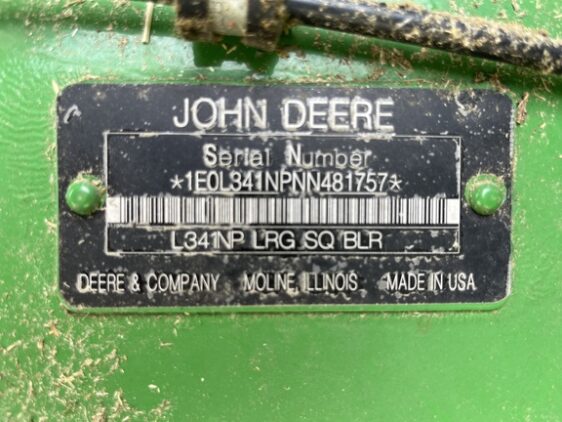 JOHN DEERE
Serial Number
*1E0L341NPNN481757*
L341NP LRG SQ BLR
DEERE & COMPANY MOLINE, ILLINOIS MADE IN USA